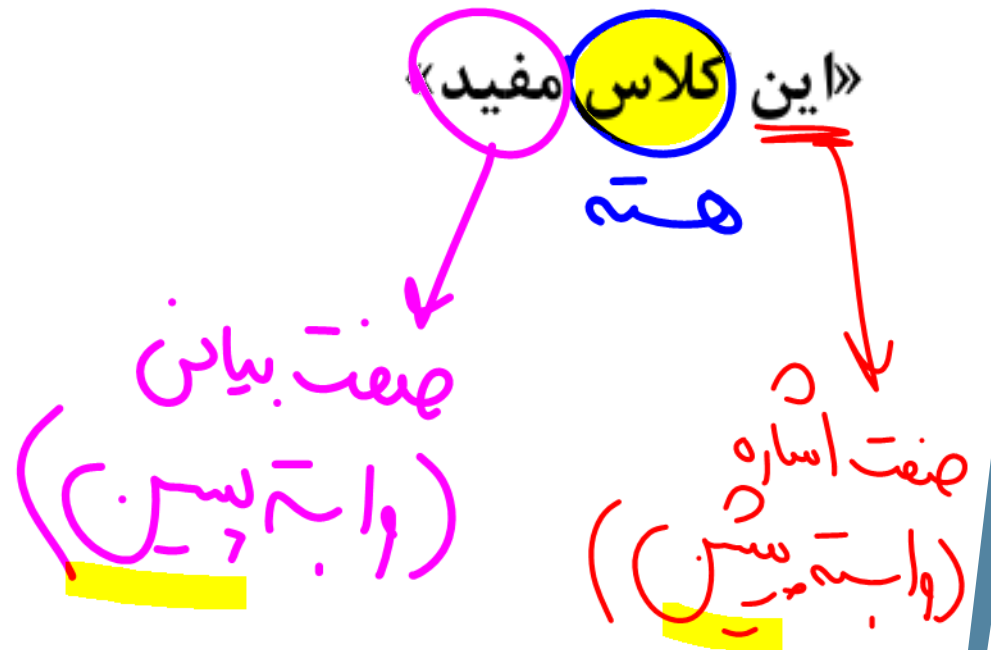 «این کلاس مفید»
هسته
صفت اشاره
(وابسته پیشین)
صفت بیانی
(وابسته پسین)